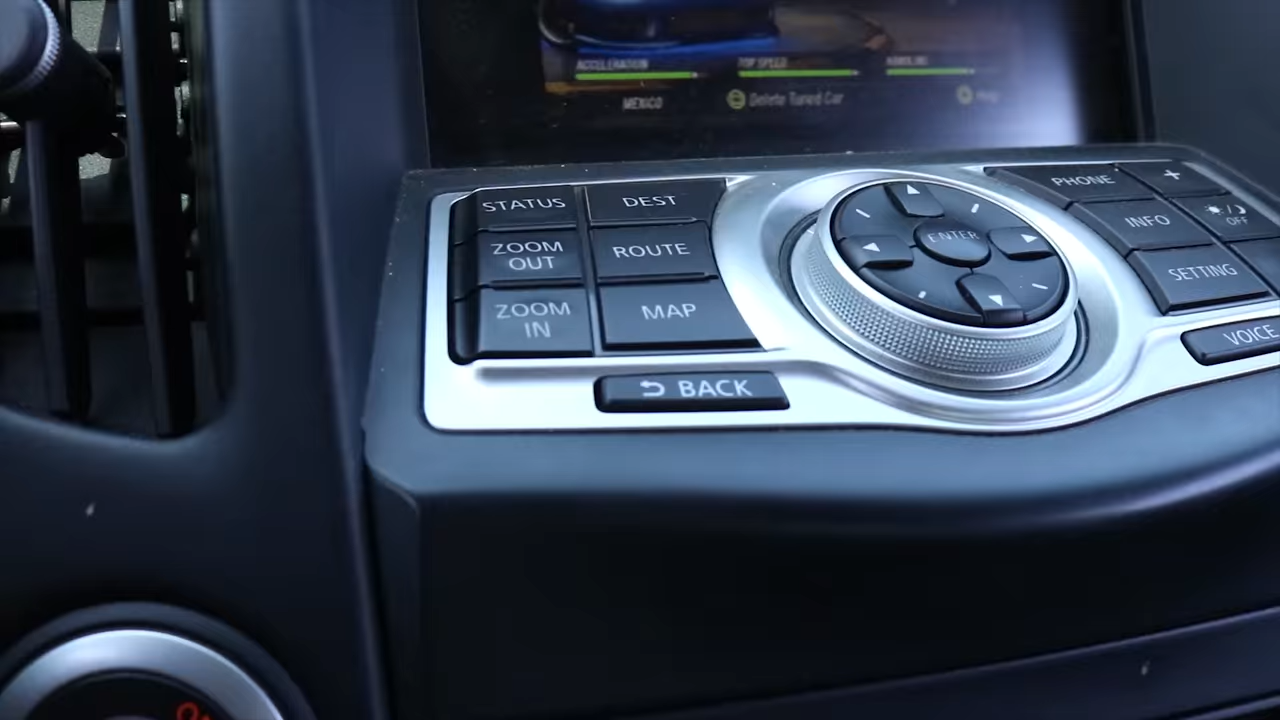 ACCELERATION TOP SPEED HANDLING
MEXICO Delete Tuned Car
STATUS DEST
ZOOM OUT ROUTE
ZOOM IN MAP
BACK
ENTER
PHONE +
INFO OFF
SETTING
VOICE